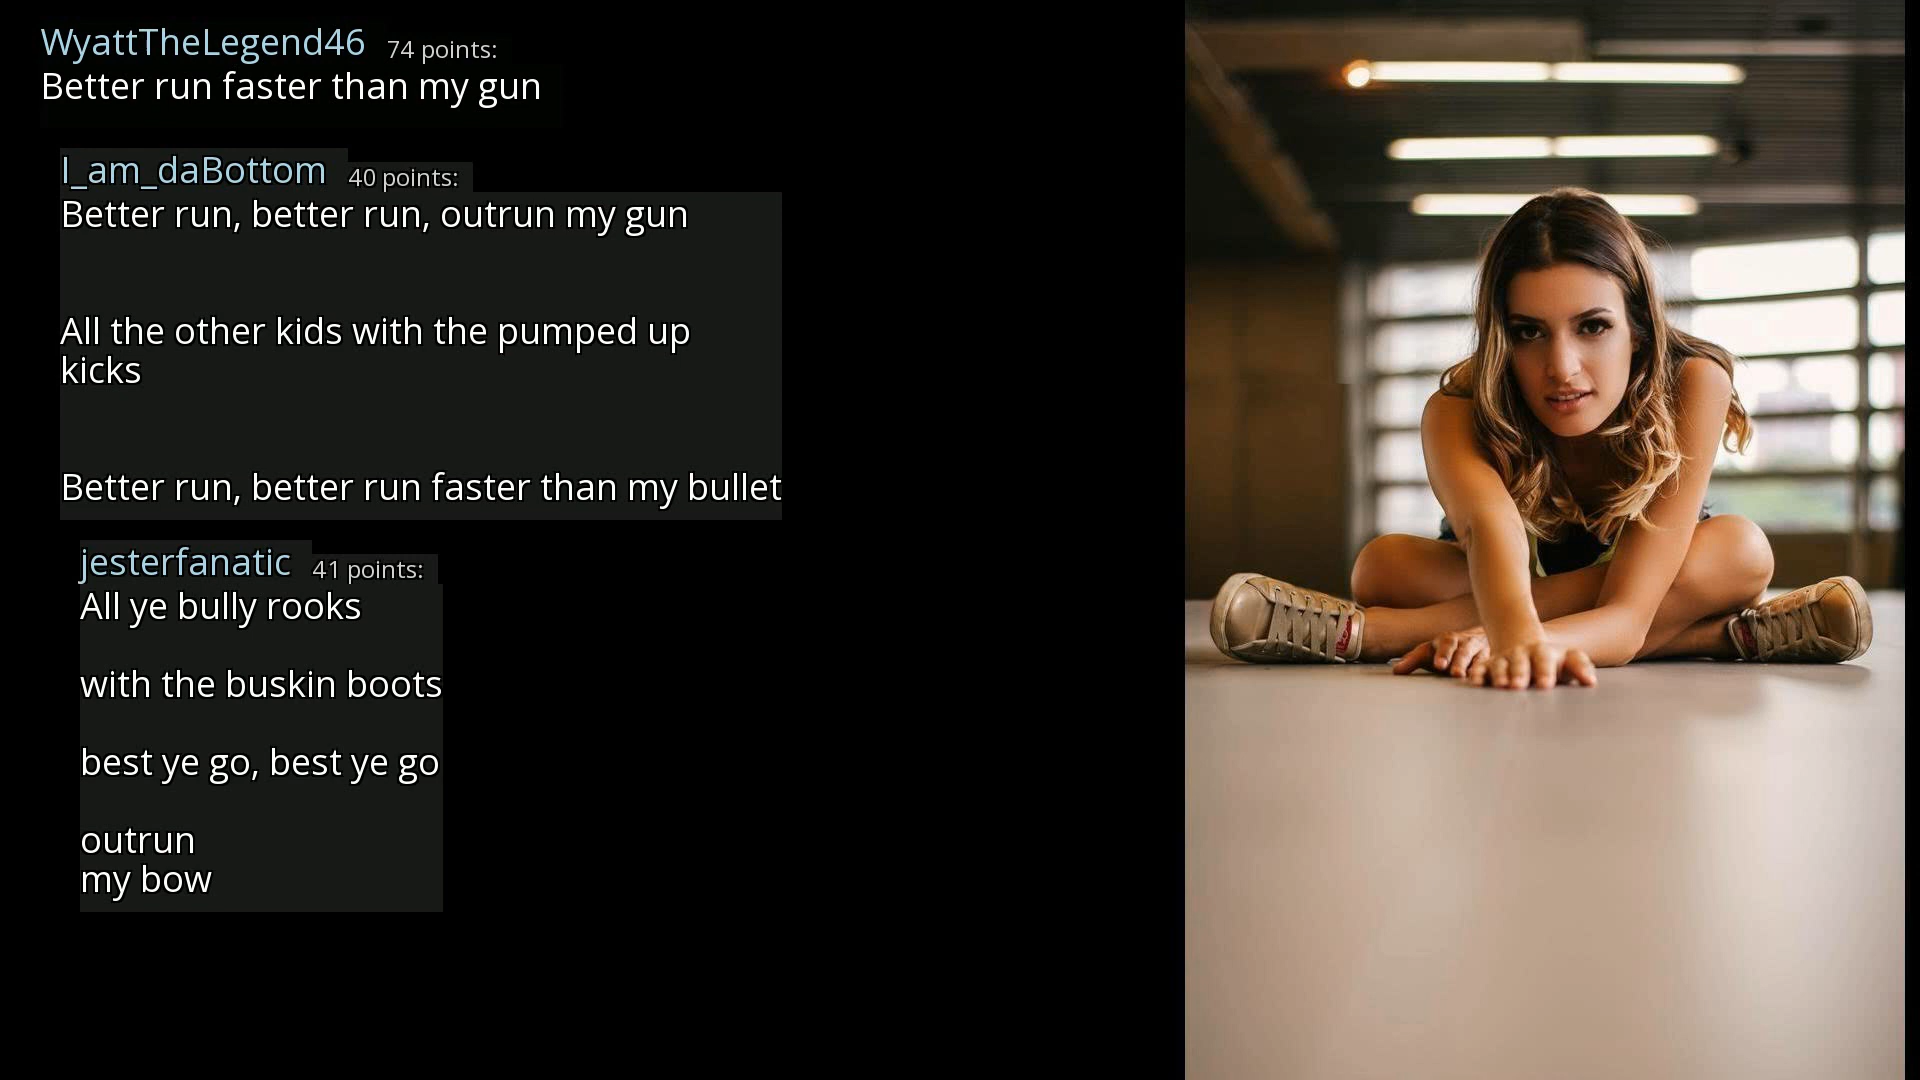 WyattTheLegend46 74 points:
Better run faster than my gun
I_am_daBottom 40 points:
Better run, better run, outrun my gun
All the other kids with the pumped up
kicks
Better run, better run faster than my bullet
jesterfanatic 41 points:
All ye bully rooks
with the buskin boots
best ye go, best ye go
outrun
my bow